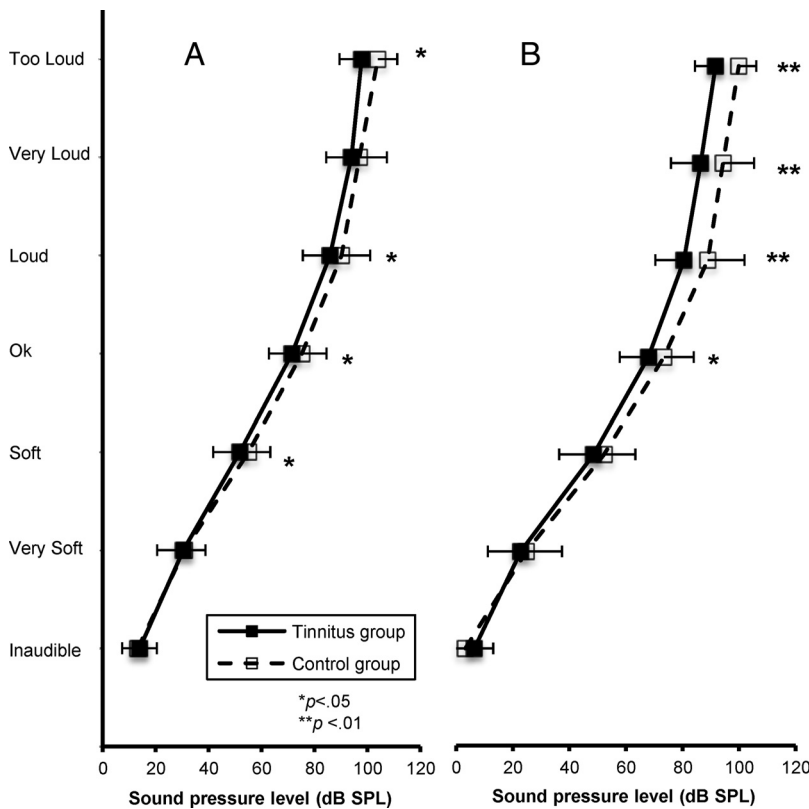 A
B
Too Loud
*
**
Very Loud
**
Loud
*
**
Ok
*
*
Soft
*
Very Soft
Inaudible
Tinnitus group
Control group
*p<.05
**p <.01
0 20 40 60 80 100 120
0 20 40 60 80 100 120
Sound pressure level (dB SPL)
Sound pressure level (dB SPL)